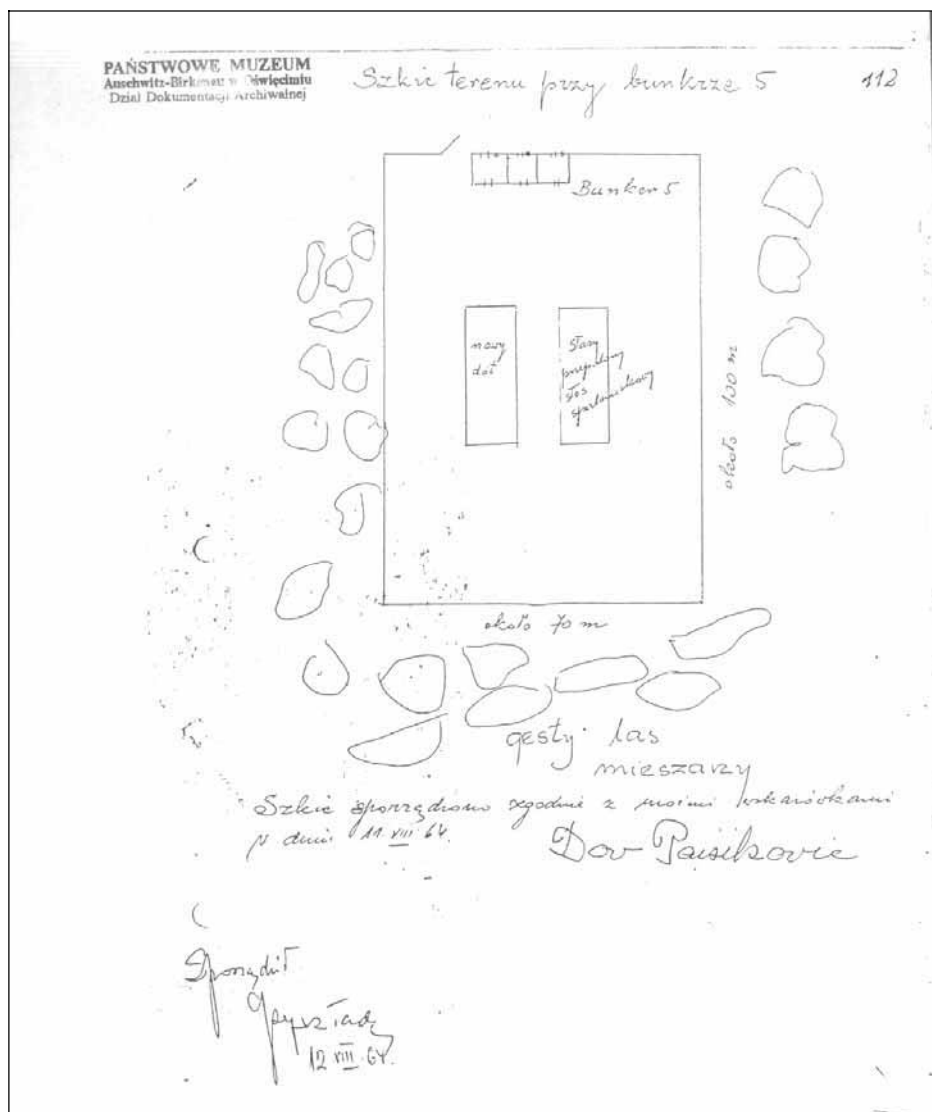 PAŃSTWOWE MUZEUM
Auschwitz-Birkenau w Oświęcimiu
Dział Dokumentacji Archiwalnej
Szkic terenu przy bunkrze 5
112
Bunker 5
nowy
dół
stary
stos
około 100 m
około 70 m
gęsty las
mieszany
Szkic sporządzono zgodnie z moimi wskazówkami
w dniu 11 VIII 64.
Dov Paisikovic
Sporządził
12 VIII 64.